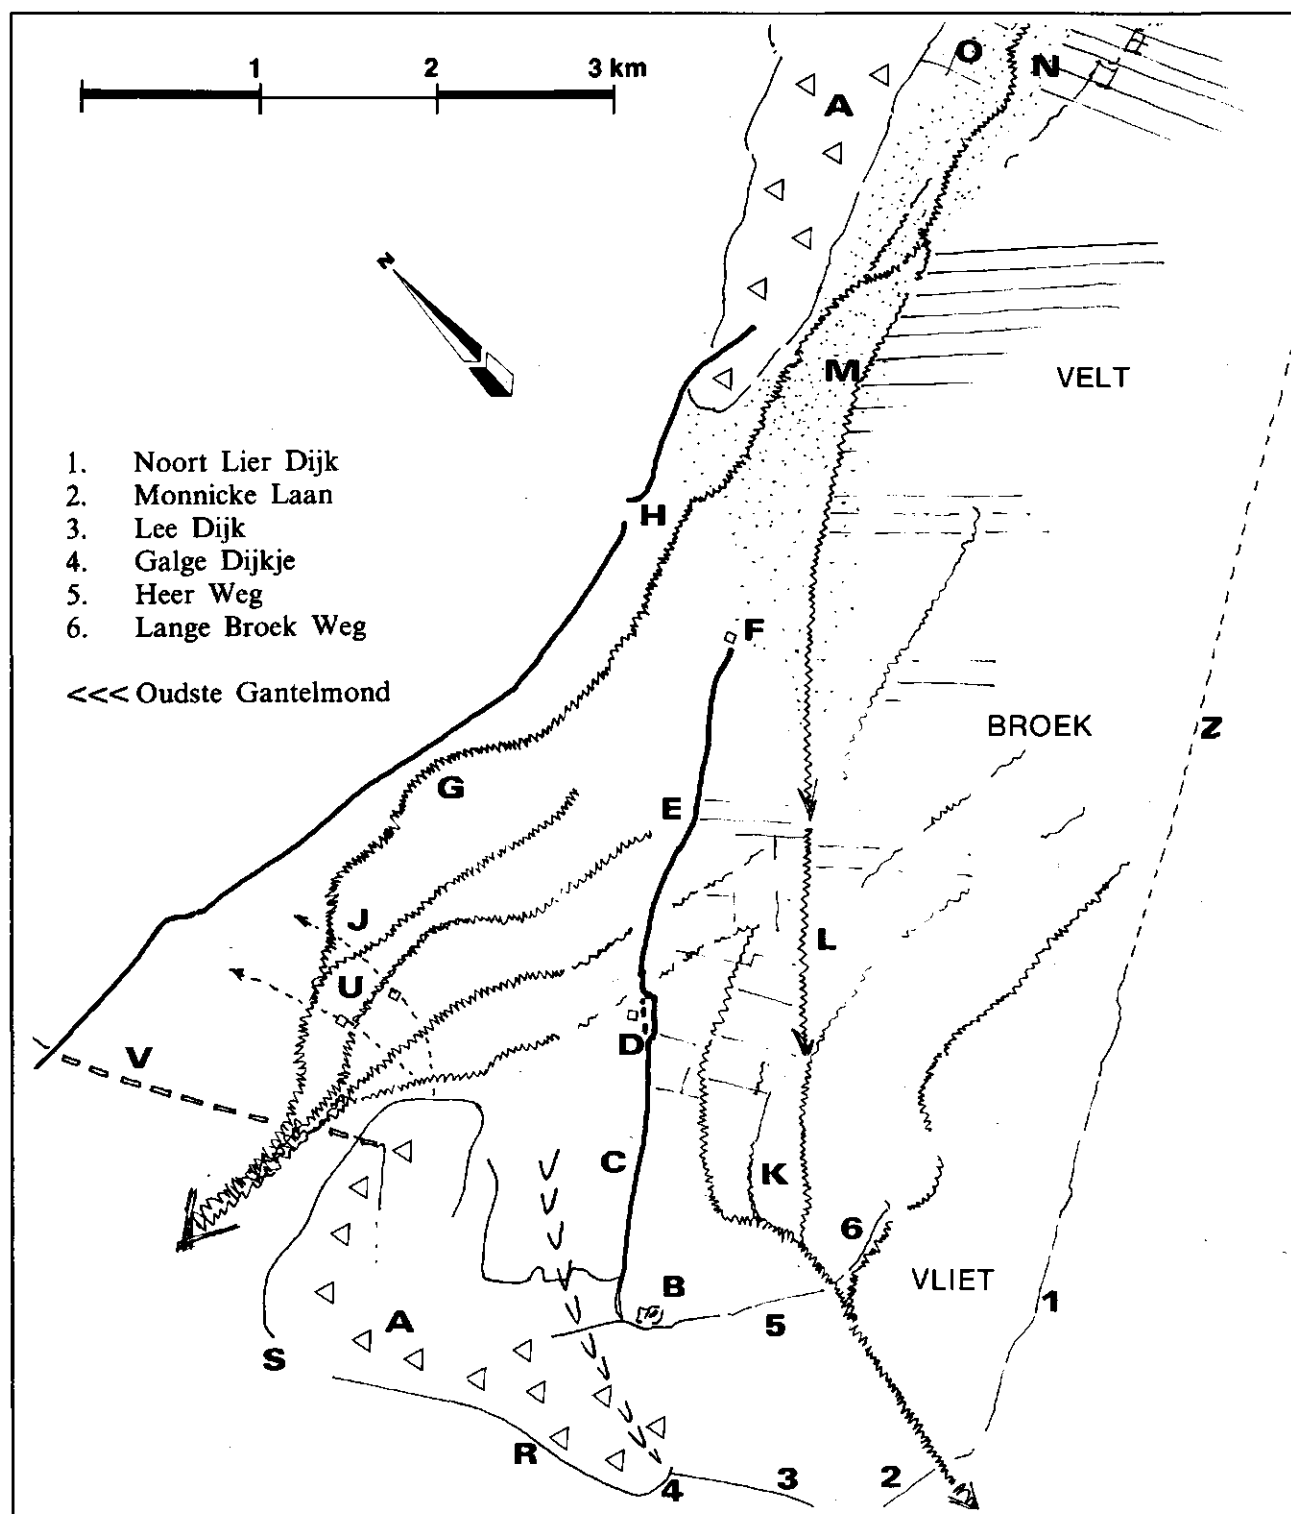 1 2 3 km
O
N
A
N
M
VELT
1. Noort Lier Dijk
2. Monnicke Laan
3. Lee Dijk
4. Galge Dijkje
5. Heer Weg
6. Lange Broek Weg
<<< Oudste Gantelmond
H
F
BROEK
Z
G
E
J
L
U
D
V
C
K
6
VLIET
B
1
5
A
S
R
4
3
2